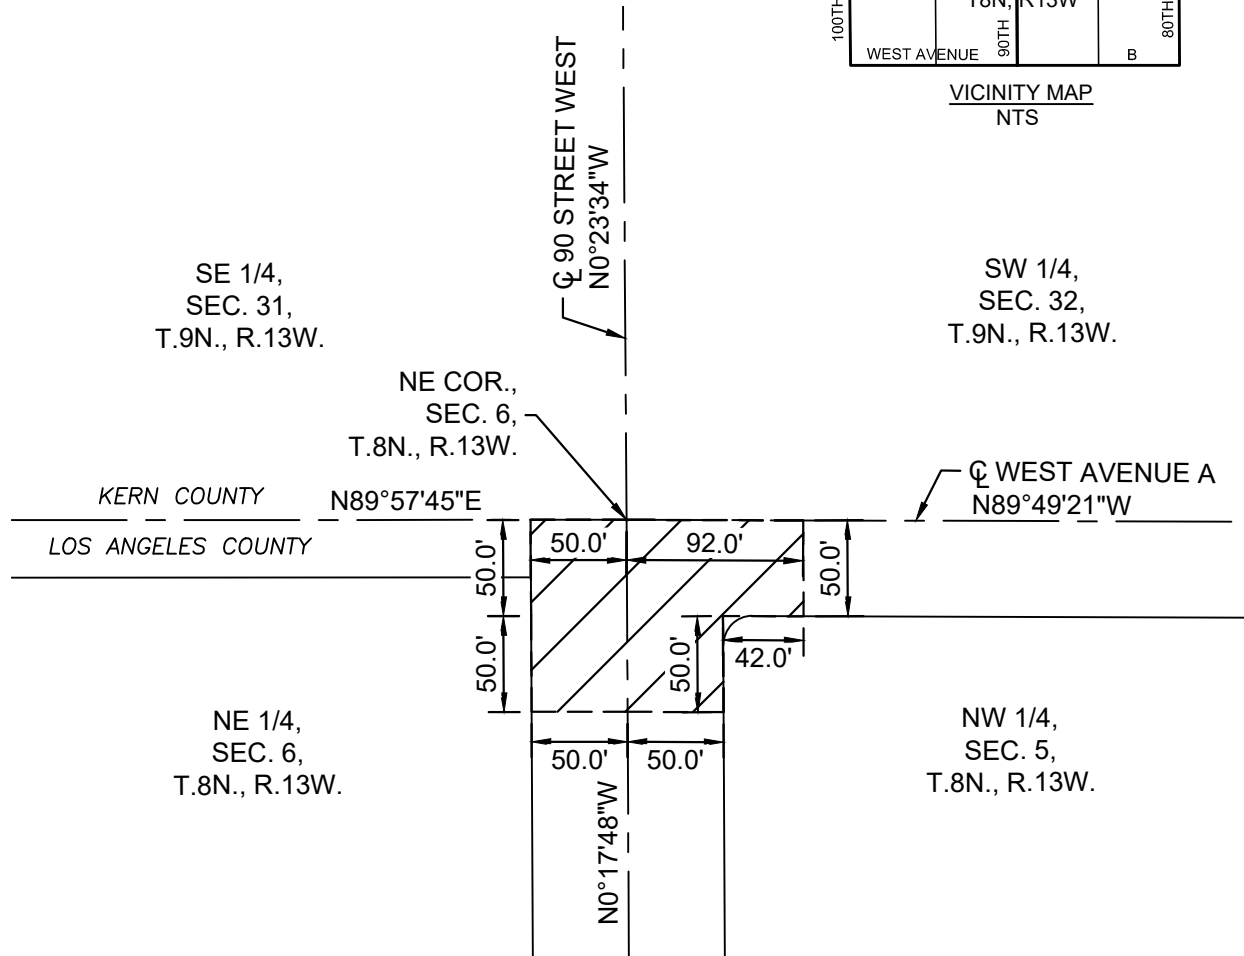 T8N, R13W
100TH
90TH
80TH
WEST AVENUE
B
VICINITY MAP
NTS
℄ 90 STREET WEST
N0°23'34"W
SE 1/4,
SEC. 31,
T.9N., R.13W.
SW 1/4,
SEC. 32,
T.9N., R.13W.
NE COR.,
SEC. 6,
T.8N., R.13W.
℄ WEST AVENUE A
N89°49'21"W
KERN COUNTY
N89°57'45"E
LOS ANGELES COUNTY
50.0'
50.0'
92.0'
50.0'
50.0'
50.0'
42.0'
50.0'
50.0'
N0°17'48"W
NE 1/4,
SEC. 6,
T.8N., R.13W.
NW 1/4,
SEC. 5,
T.8N., R.13W.